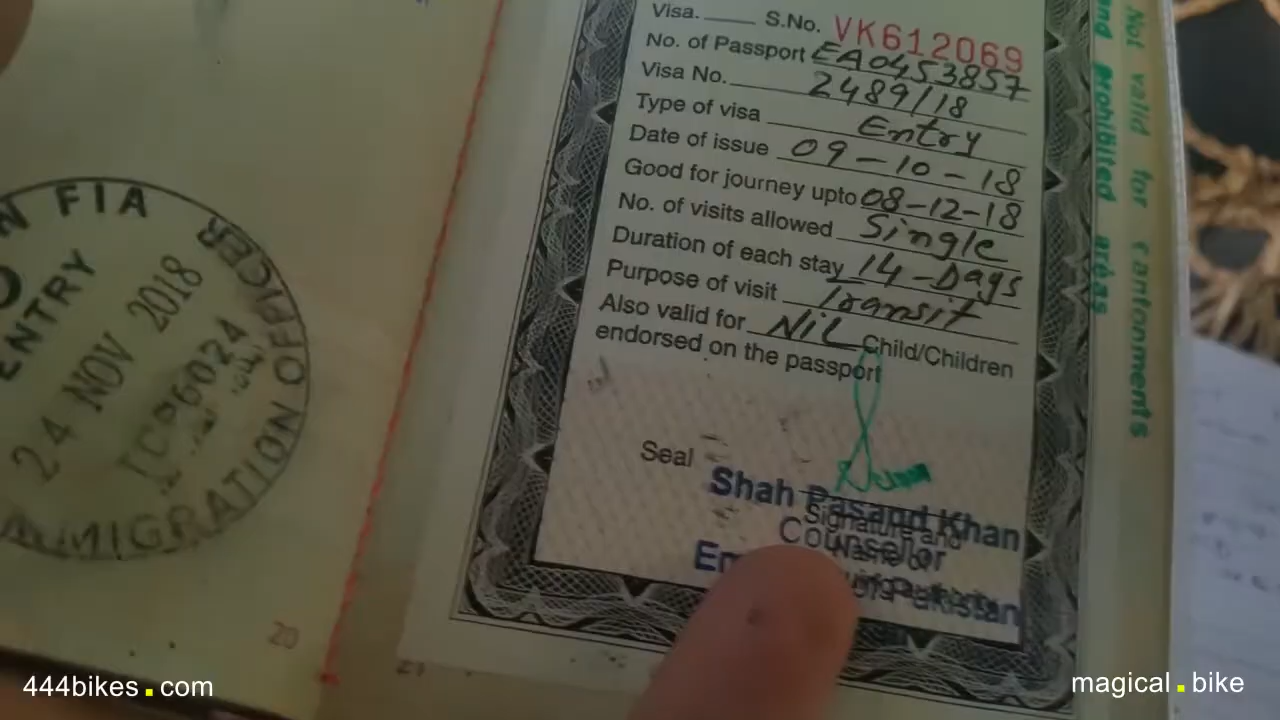 FIA
ENTRY
24 NOV 2018
IMMIGRATION OFFICER
20
Visa. S.No. VK612069
No. of Passport EA0453857
Visa No. 2489/18
Type of visa Entry
Date of issue 09-10-18
Good for journey upto 08-12-18
No. of visits allowed Single
Duration of each stay 14-Days
Purpose of visit Transit
Also valid for NiL Child/Children
endorsed on the passport
Seal
Shah Pasand Khan
Signature and
Counsellor
Pakistan
Not valid for cantonments
and prohibited areas
444bikes.com
magical.bike